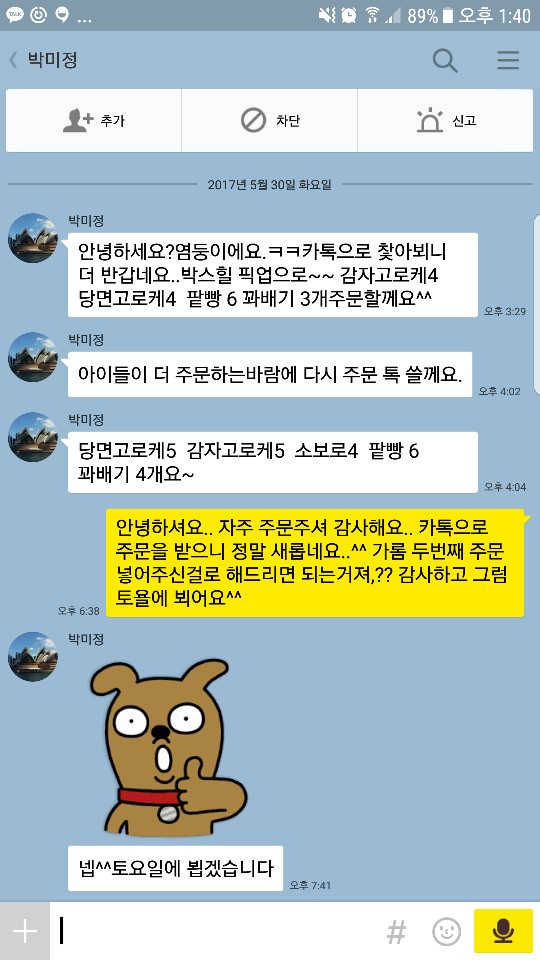 TALK
...
89%
오후 1:40
박미정
추가
차단
신고
2017년 5월 30일 화요일
박미정
안녕하세요?염둥이에요.ㅋㅋ카톡으로 찿아뵈니
더 반갑네요..박스힐 픽업으로~~ 감자고로케4
당면고로케4 팥빵 6 꽈배기 3개주문할께요^^
오후 3:29
박미정
아이들이 더 주문하는바람에 다시 주문 톡 쓸께요.
오후 4:02
박미정
당면고로케5 감자고로케5 소보로4 팥빵 6
꽈배기 4개요~
오후 4:04
안녕하셔요.. 자주 주문주셔 감사해요.. 카톡으로
주문을 받으니 정말 새롭네요..^^ 가롬 두번째 주문
넣어주신걸로 해드리면 되는거져,?? 감사하고 그럼
토욜에 뵈어요^^
오후 6:38
박미정
넵^^토요일에 뵙겠습니다
오후 7:41
#